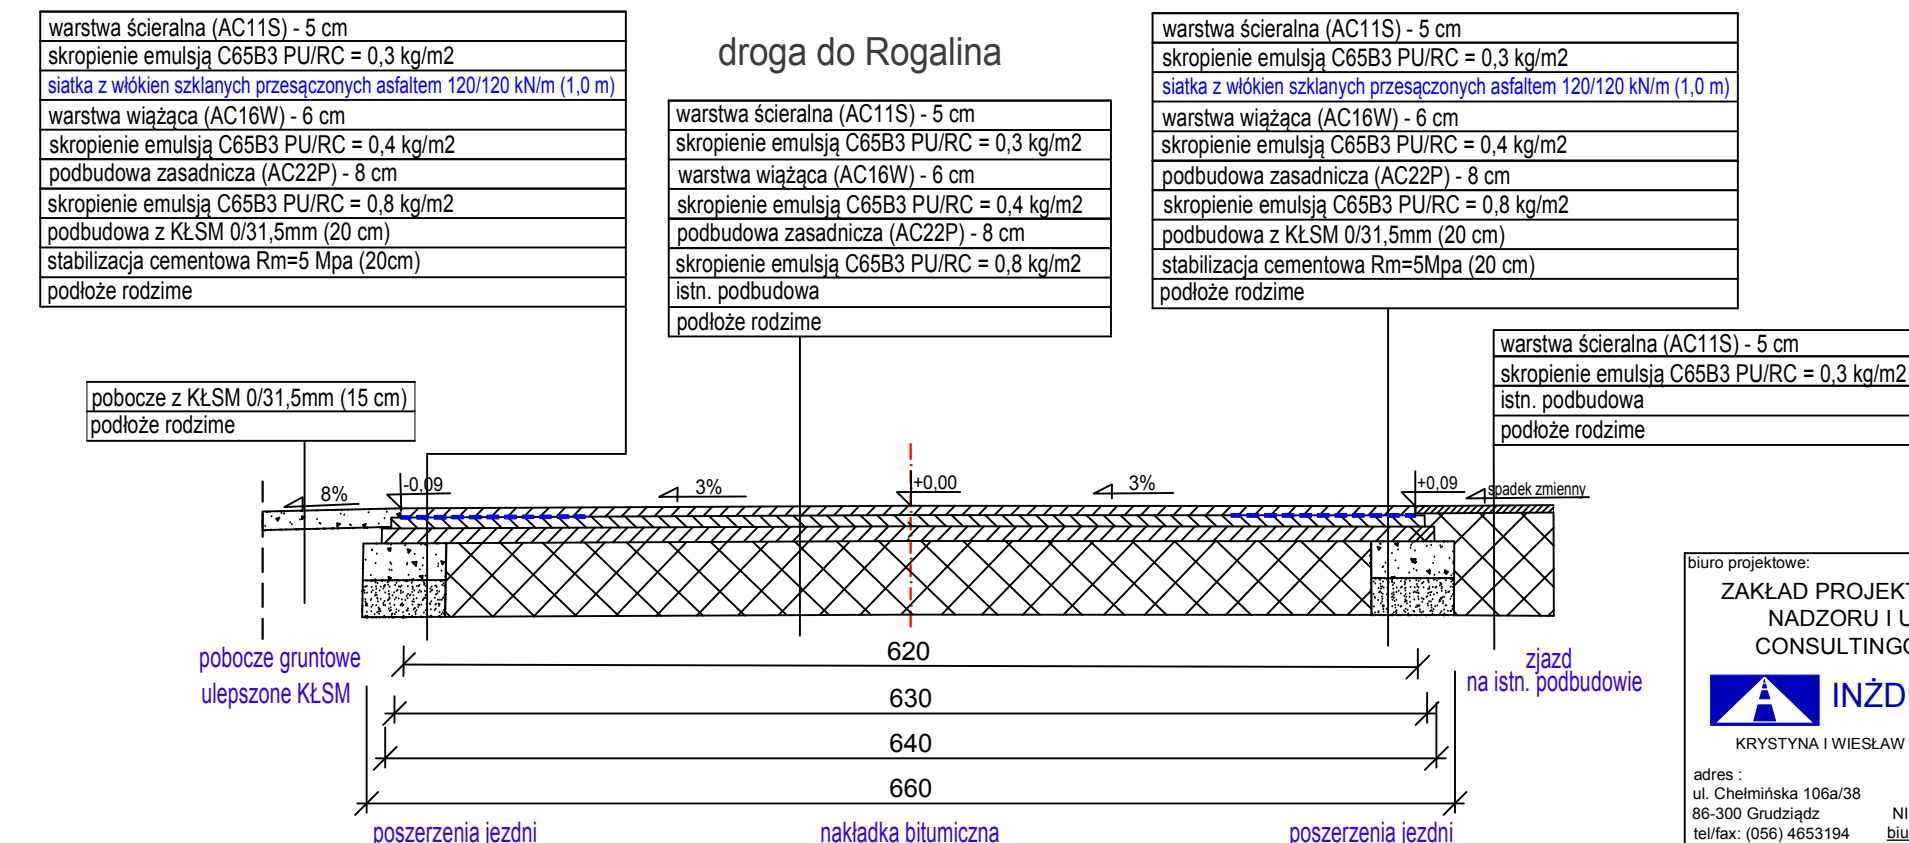 warstwa ścieralna (AC11S) - 5 cm
skropienie emulsją C65B3 PU/RC = 0,3 kg/m2
siatka z włókien szklanych przesączonych asfaltem 120/120 kN/m (1,0 m)
warstwa wiążąca (AC16W) - 6 cm
skropienie emulsją C65B3 PU/RC = 0,4 kg/m2
podbudowa zasadnicza (AC22P) - 8 cm
skropienie emulsją C65B3 PU/RC = 0,8 kg/m2
podbudowa z KŁSM 0/31,5mm (20 cm)
stabilizacja cementowa Rm=5 Mpa (20cm)
podłoże rodzime
droga do Rogalina
warstwa ścieralna (AC11S) - 5 cm
skropienie emulsją C65B3 PU/RC = 0,3 kg/m2
warstwa wiążąca (AC16W) - 6 cm
skropienie emulsją C65B3 PU/RC = 0,4 kg/m2
podbudowa zasadnicza (AC22P) - 8 cm
skropienie emulsją C65B3 PU/RC = 0,8 kg/m2
istn. podbudowa
podłoże rodzime
warstwa ścieralna (AC11S) - 5 cm
skropienie emulsją C65B3 PU/RC = 0,3 kg/m2
siatka z włókien szklanych przesączonych asfaltem 120/120 kN/m (1,0 m)
warstwa wiążąca (AC16W) - 6 cm
skropienie emulsją C65B3 PU/RC = 0,4 kg/m2
podbudowa zasadnicza (AC22P) - 8 cm
skropienie emulsją C65B3 PU/RC = 0,8 kg/m2
podbudowa z KŁSM 0/31,5mm (20 cm)
stabilizacja cementowa Rm=5Mpa (20 cm)
podłoże rodzime
warstwa ścieralna (AC11S) - 5 cm
skropienie emulsją C65B3 PU/RC = 0,3 kg/m2
istn. podbudowa
podłoże rodzime
pobocze z KŁSM 0/31,5mm (15 cm)
podłoże rodzime
8%
-0,09
3%
+0,00
3%
+0,09
spadek zmienny
pobocze gruntowe
ulepszone KŁSM
620
zjazd
na istn. podbudowie
630
640
660
poszerzenia jezdni
nakładka bitumiczna
poszerzenia jezdni
biuro projektowe:
ZAKŁAD PROJEKT
NADZORU I U
CONSULTINGO
INŻD
KRYSTYNA I WIESŁAW
adres :
ul. Chełmińska 106a/38
86-300 Grudziądz NI
tel/fax: (056) 4653194 biu